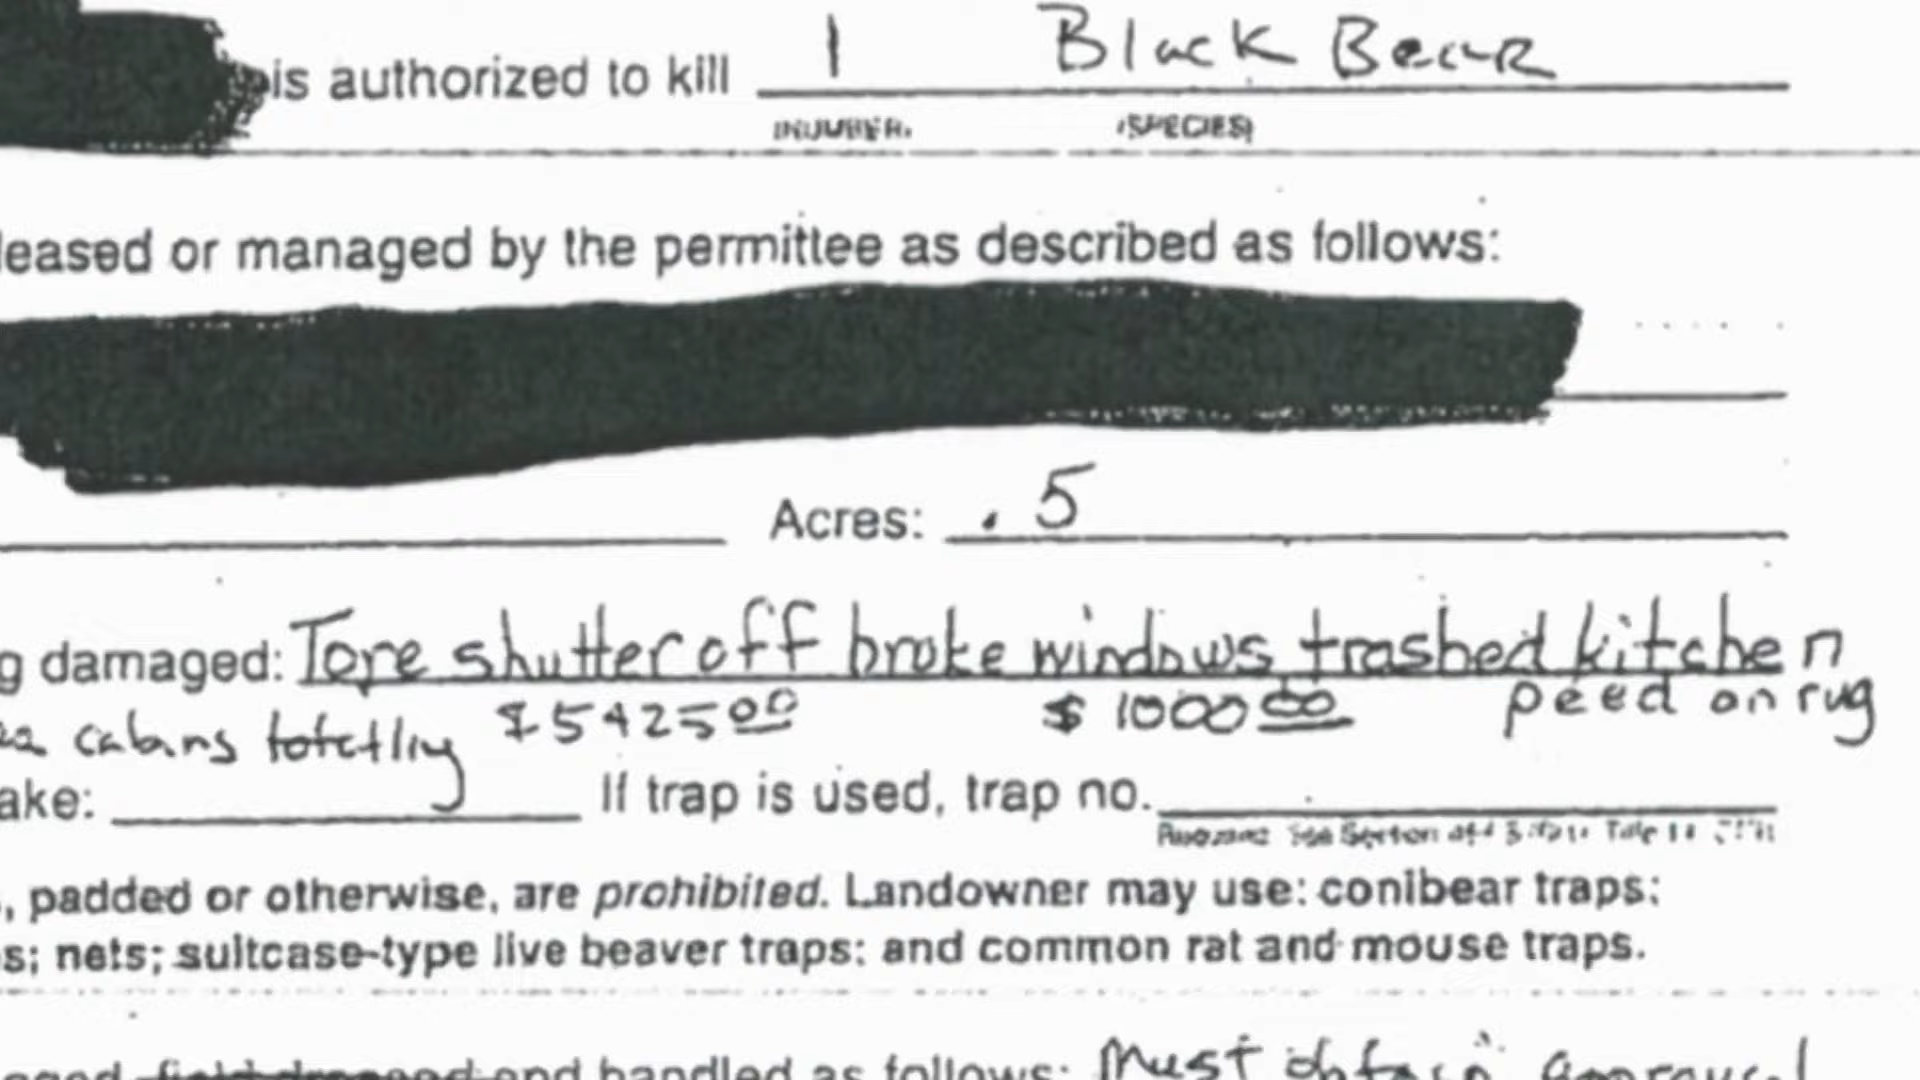 is authorized to kill 1 Black Bear
(NUMBER) (SPECIES)
leased or managed by the permittee as described as follows:
Acres: .5
g damaged: Tore shutter off broke windows trashed kitchen
$5425.00 $1000.00 peed on rug
cabins totally
ake: If trap is used, trap no.
, padded or otherwise, are prohibited. Landowner may use: conibear traps;
s; nets; suitcase-type live beaver traps; and common rat and mouse traps.
and handled as follows: Must obtain approval